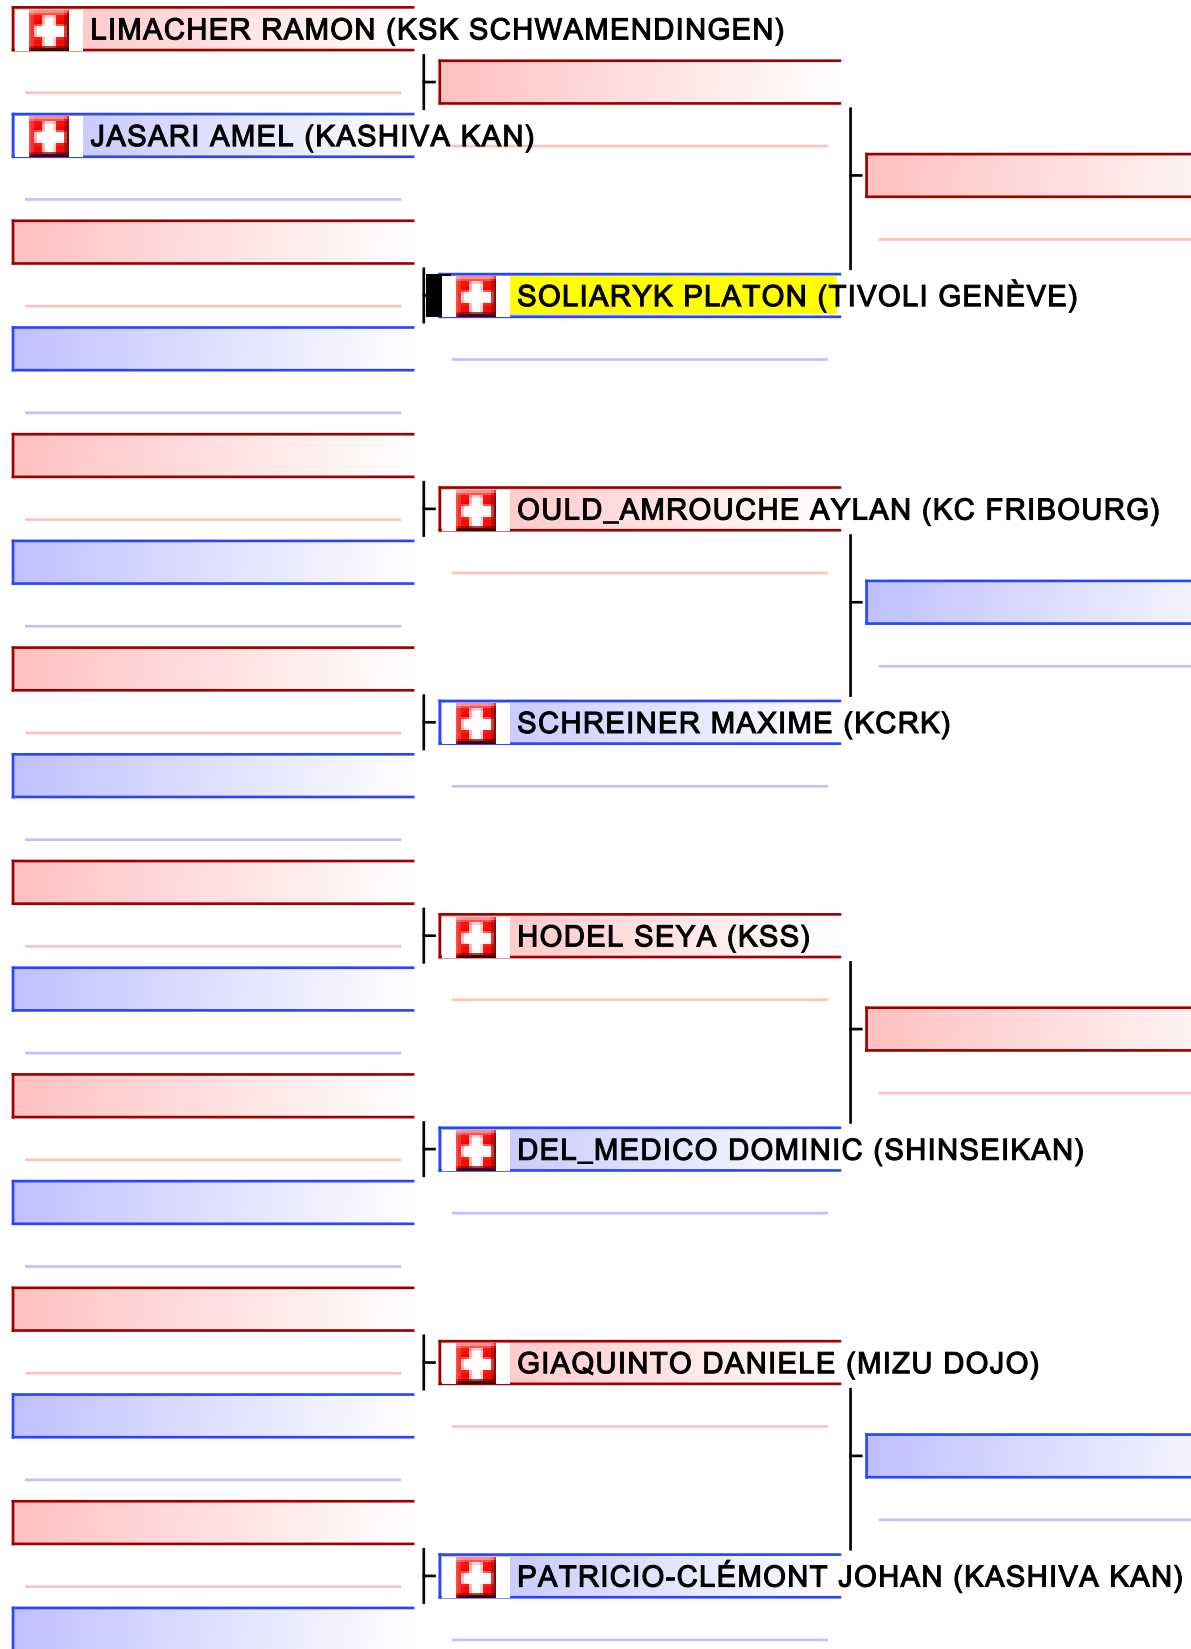 LIMACHER RAMON (KSK SCHWAMENDINGEN)
JASARI AMEL (KASHIVA KAN)
SOLIARYK PLATON (TIVOLI GENÈVE)
OULD_AMROUCHE AYLAN (KC FRIBOURG)
SCHREINER MAXIME (KCRK)
HODEL SEYA (KSS)
DEL_MEDICO DOMINIC (SHINSEIKAN)
GIAQUINTO DANIELE (MIZU DOJO)
PATRICIO-CLÉMONT JOHAN (KASHIVA KAN)